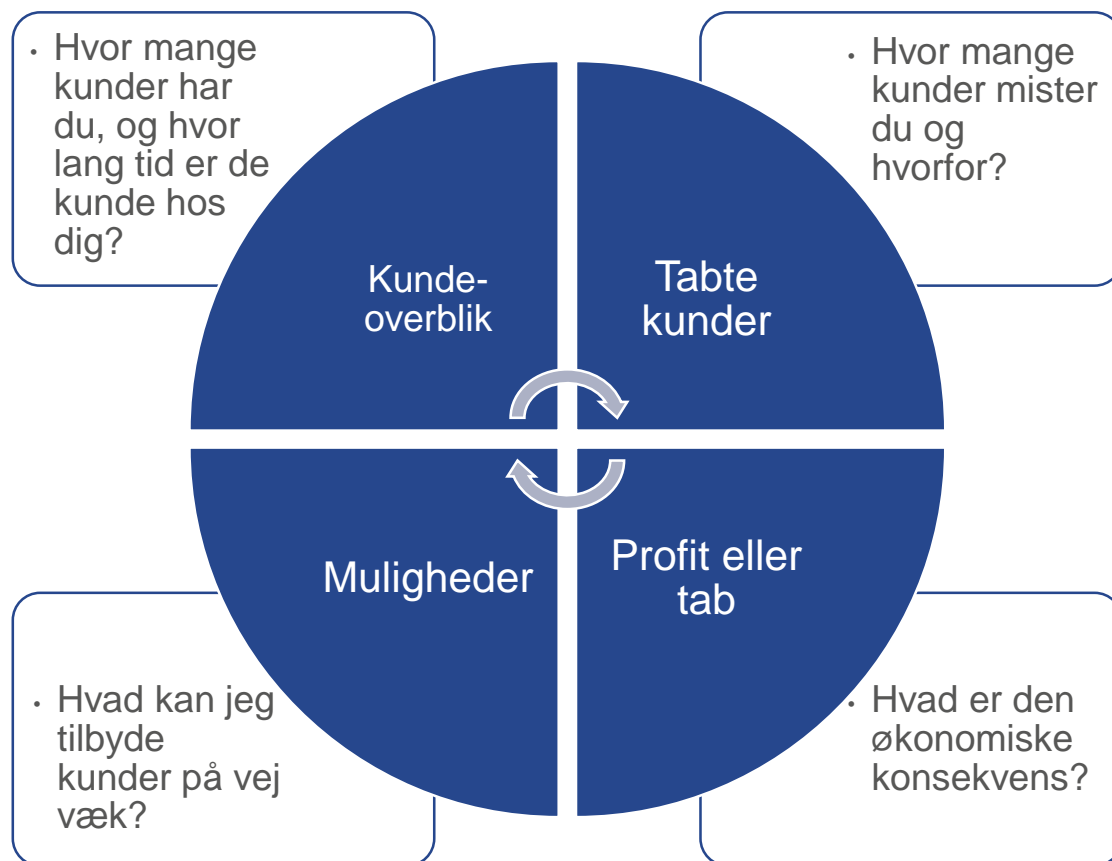 • Hvor mange
kunder har
du, og hvor
lang tid er de
kunde hos
dig?
• Hvor mange
kunder mister
du og
hvorfor?
Kunde-
overblik
Tabte
kunder
Muligheder
Profit eller
tab
• Hvad kan jeg
tilbyde
kunder på vej
væk?
• Hvad er den
økonomiske
konsekvens?